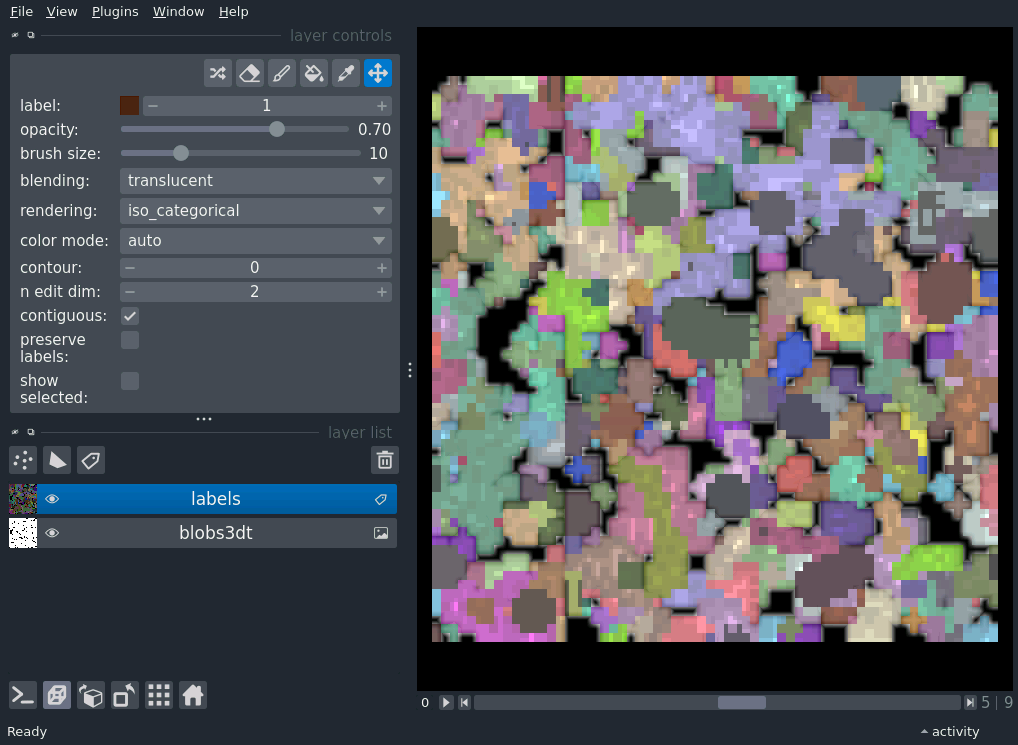 File View Plugins Window Help
layer controls
label: 1
opacity: 0.70
brush size: 10
blending: translucent
rendering: iso_categorical
color mode: auto
contour: 0
n edit dim: 2
contiguous:
preserve
labels:
show
selected:
layer list
labels
blobs3dt
0 5 | 9
Ready activity